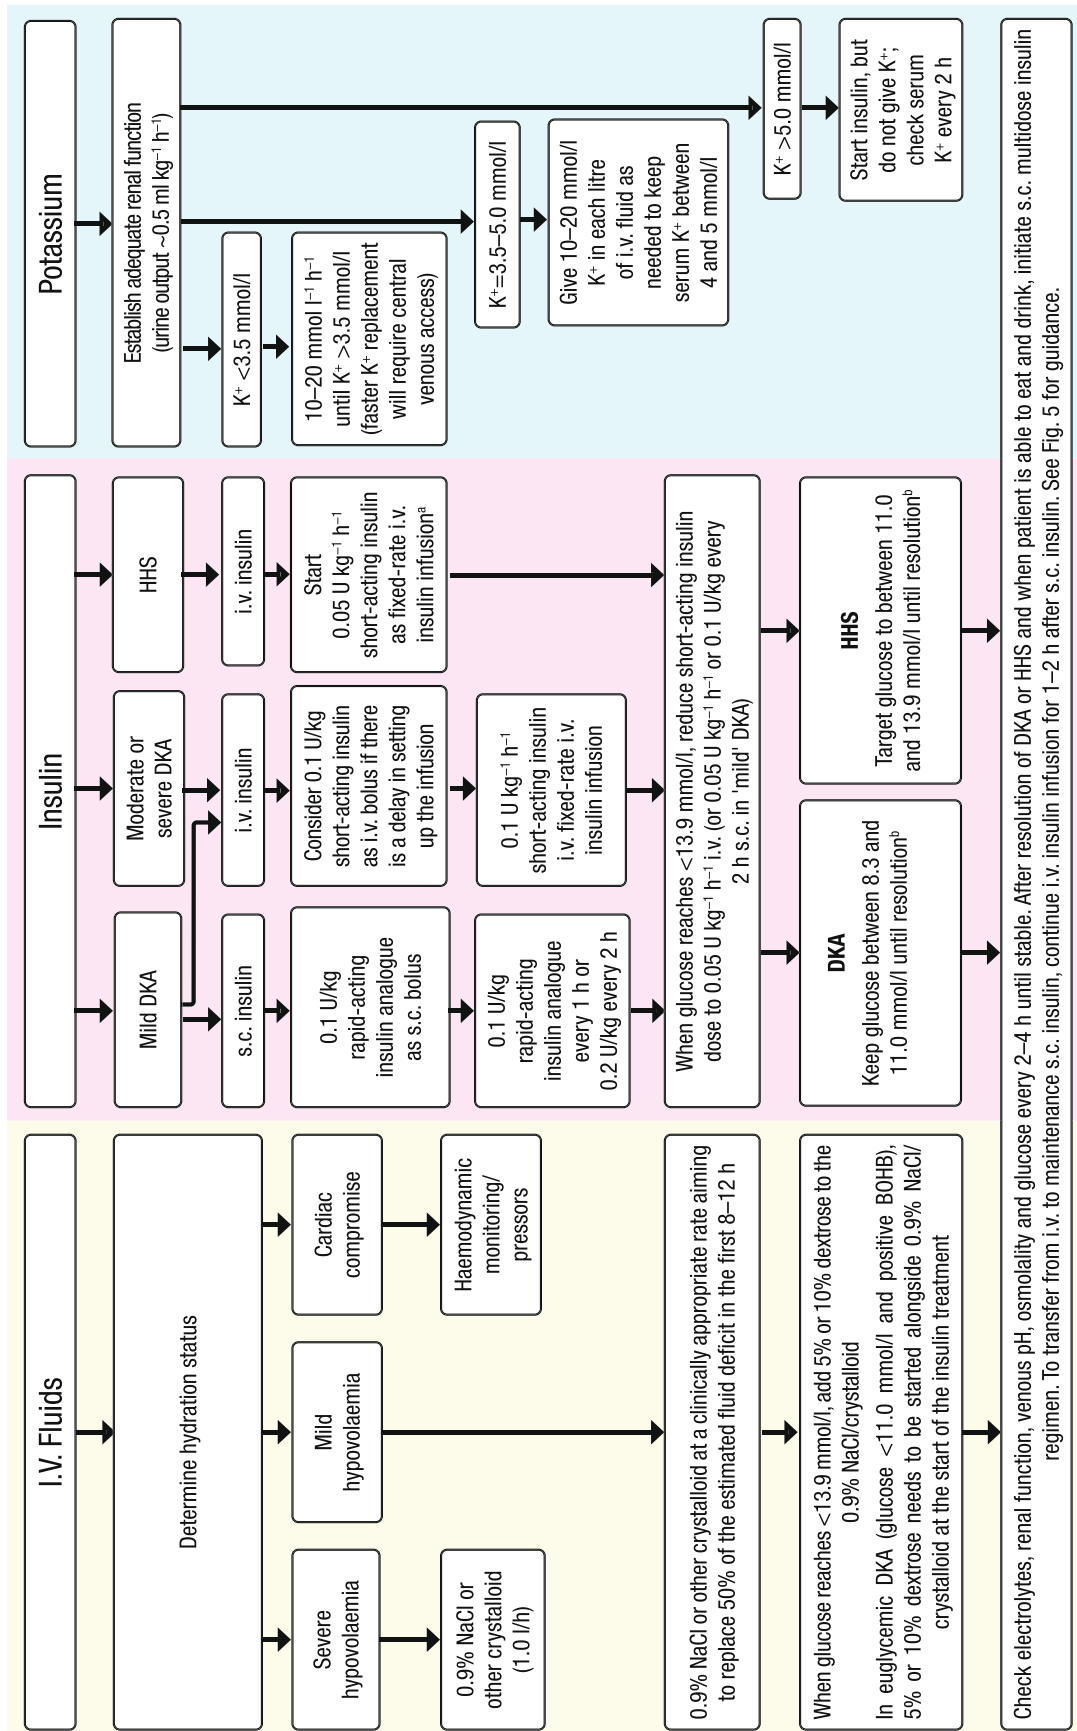 I.V. Fluids
Determine hydration status
Severe
hypovolaemia
Mild
hypovolaemia
Cardiac
compromise
0.9% NaCl or
other crystalloid
(1.0 l/h)
Haemodynamic
monitoring/
pressors
0.9% NaCl or other crystalloid at a clinically appropriate rate aiming
to replace 50% of the estimated fluid deficit in the first 8–12 h
When glucose reaches <13.9 mmol/l, add 5% or 10% dextrose to the
0.9% NaCl/crystalloid
In euglycemic DKA (glucose <11.0 mmol/l and positive BOHB),
5% or 10% dextrose needs to be started alongside 0.9% NaCl/
crystalloid at the start of the insulin treatment
Insulin
Mild DKA
Moderate or
severe DKA
HHS
s.c. insulin
i.v. insulin
i.v. insulin
0.1 U/kg
rapid-acting
insulin analogue
as s.c. bolus
Consider 0.1 U/kg
short-acting insulin
as i.v. bolus if there
is a delay in setting
up the infusion
Start
0.05 U kg⁻¹ h⁻¹
short-acting insulin
as fixed-rate i.v.
insulin infusionᵃ
0.1 U/kg
rapid-acting
insulin analogue
every 1 h or
0.2 U/kg every 2 h
0.1 U kg⁻¹ h⁻¹
short-acting insulin
i.v. fixed-rate i.v.
insulin infusion
When glucose reaches <13.9 mmol/l, reduce short-acting insulin
dose to 0.05 U kg⁻¹ h⁻¹ i.v. (or 0.05 U kg⁻¹ h⁻¹ or 0.1 U/kg every
2 h s.c. in 'mild' DKA)
DKA
Keep glucose between 8.3 and
11.0 mmol/l until resolutionᵇ
HHS
Target glucose to between 11.0
and 13.9 mmol/l until resolutionᵇ
Potassium
Establish adequate renal function
(urine output ~0.5 ml kg⁻¹ h⁻¹)
K⁺ <3.5 mmol/l
10–20 mmol l⁻¹ h⁻¹
until K⁺ >3.5 mmol/l
(faster K⁺ replacement
will require central
venous access)
K⁺=3.5–5.0 mmol/l
Give 10–20 mmol/l
K⁺ in each litre
of i.v. fluid as
needed to keep
serum K⁺ between
4 and 5 mmol/l
K⁺ >5.0 mmol/l
Start insulin, but
do not give K⁺;
check serum
K⁺ every 2 h
Check electrolytes, renal function, venous pH, osmolality and glucose every 2–4 h until stable. After resolution of DKA or HHS and when patient is able to eat and drink, initiate s.c. multidose insulin
regimen. To transfer from i.v. to maintenance s.c. insulin, continue i.v. insulin infusion for 1–2 h after s.c. insulin. See Fig. 5 for guidance.